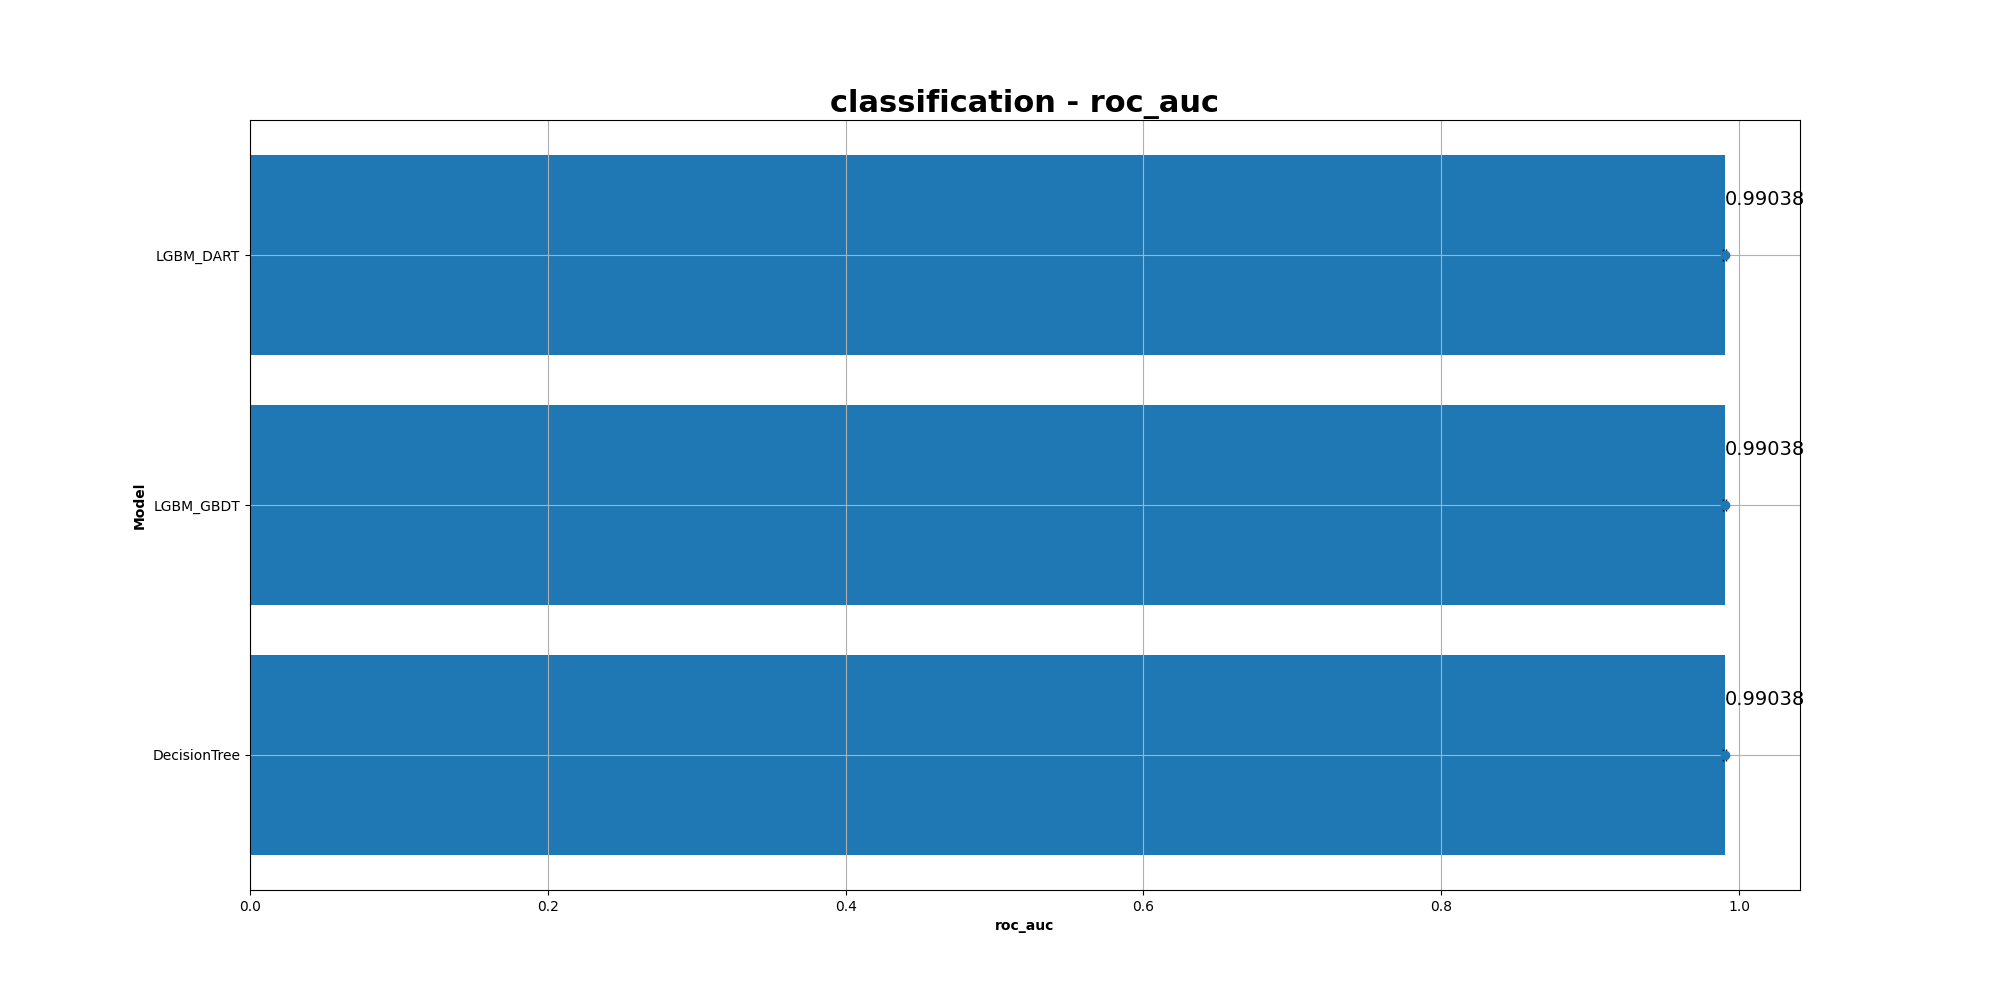 classification - roc_auc
0.99038
LGBM_DART
0.99038
Model
LGBM_GBDT
0.99038
DecisionTree
0.0 0.2 0.4 0.6 0.8 1.0
roc_auc